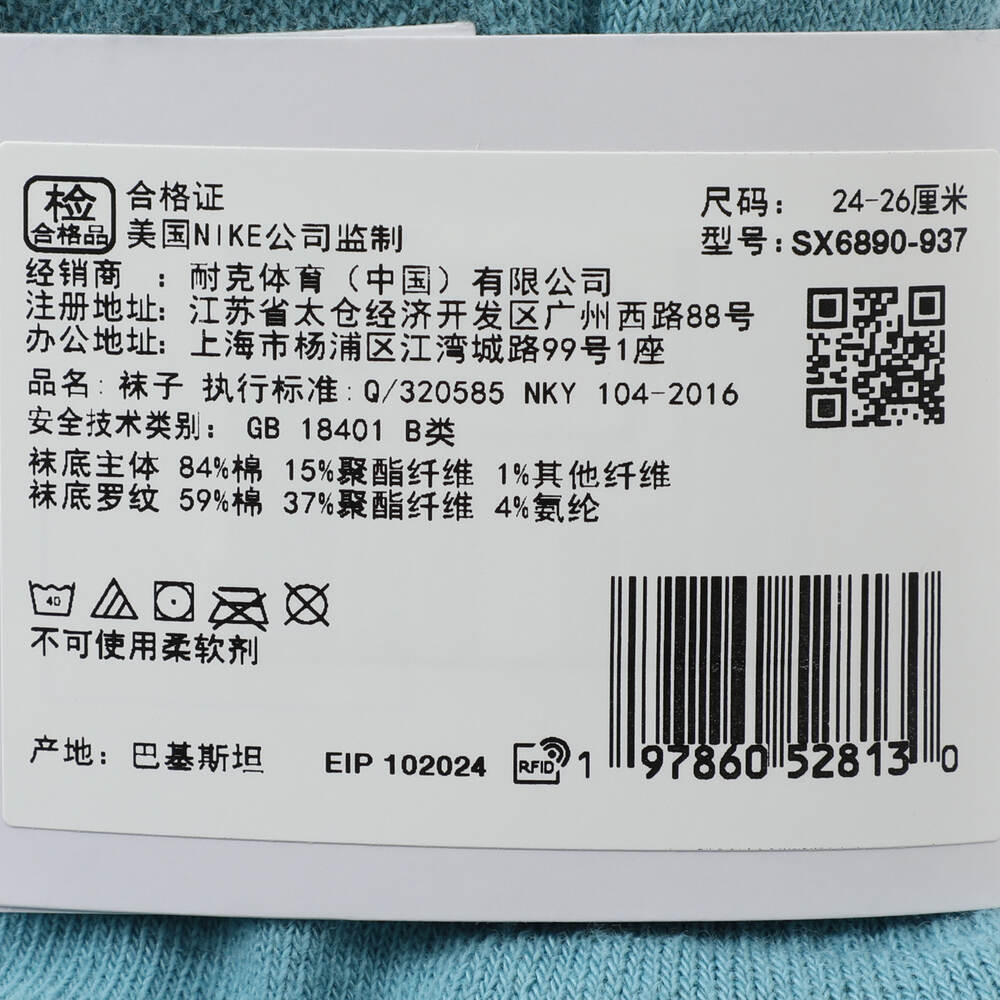 检
合格品
合格证
美国NIKE公司监制
尺码： 24-26厘米
型号：SX6890-937
经销商 ：耐克体育（中国）有限公司
注册地址：江苏省太仓经济开发区广州西路88号
办公地址：上海市杨浦区江湾城路99号1座
品名：袜子 执行标准：Q/320585 NKY 104-2016
安全技术类别： GB 18401 B类
袜底主体 84%棉 15%聚酯纤维 1%其他纤维
袜底罗纹 59%棉 37%聚酯纤维 4%氨纶
40
不可使用柔软剂
产地：巴基斯坦
EIP 102024
RFID
1 97860 52813 0